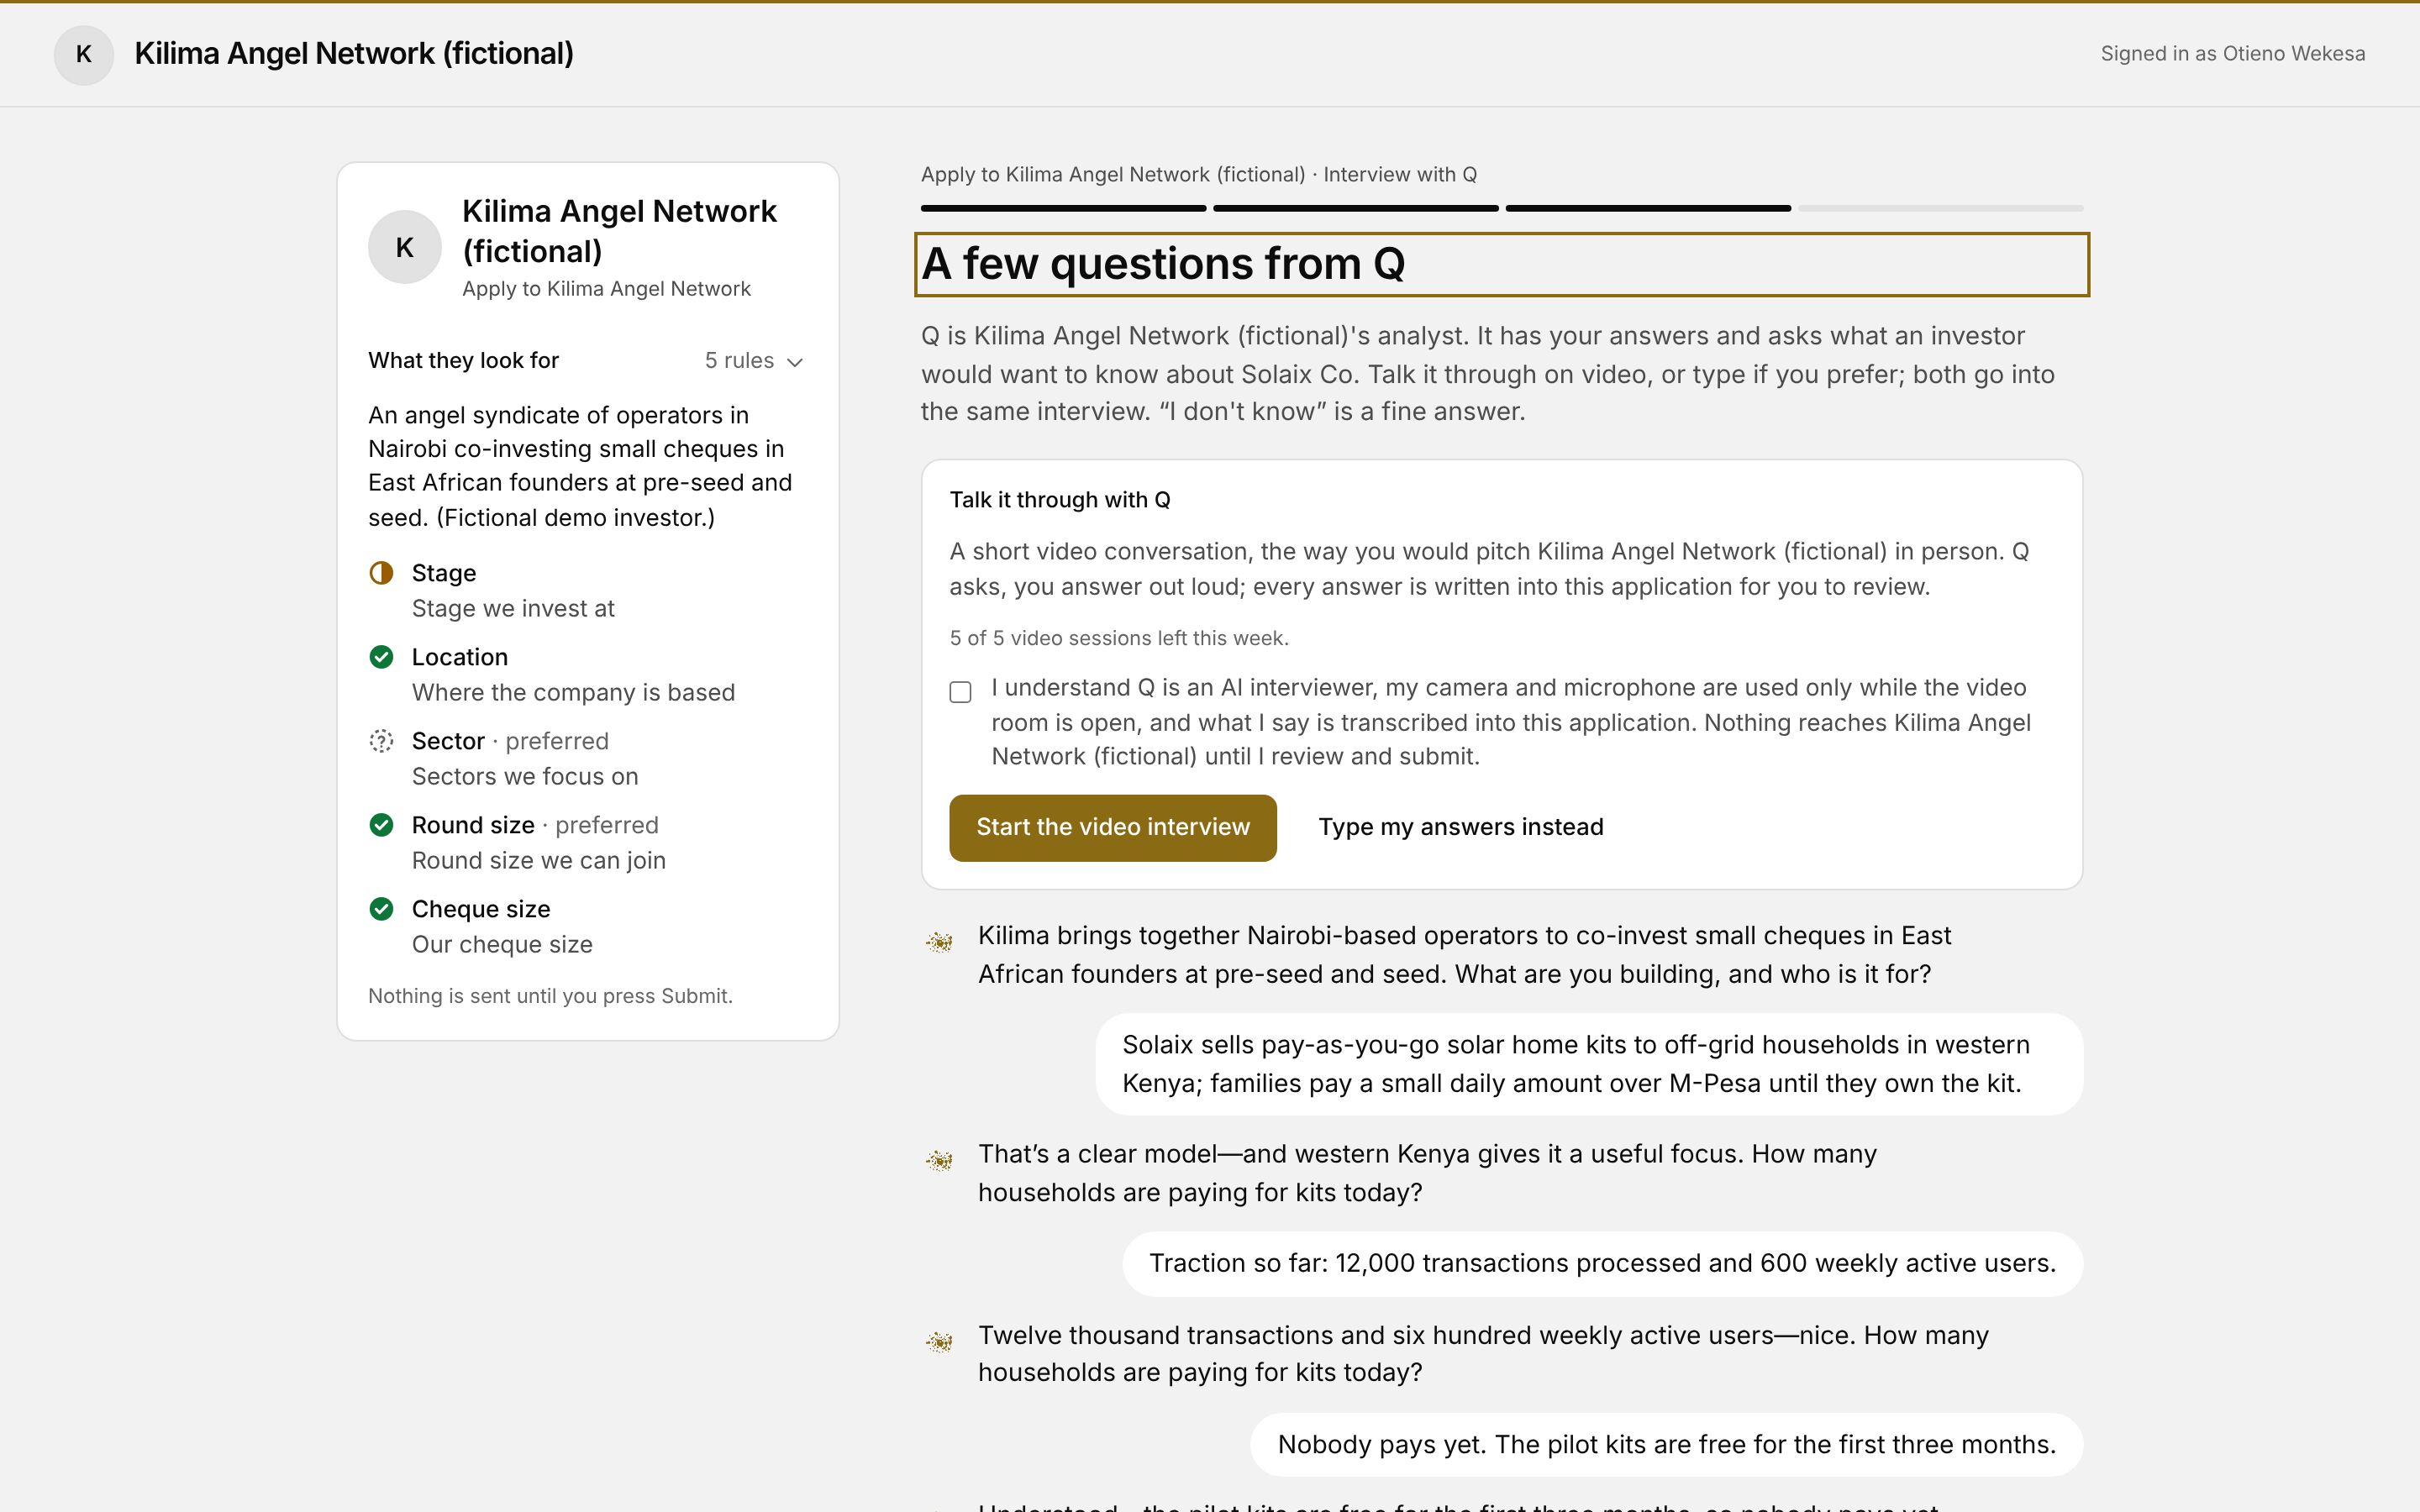 K
Kilima Angel Network (fictional)
Signed in as Otieno Wekesa
K
Kilima Angel Network
(fictional)
Apply to Kilima Angel Network
What they look for
5 rules
An angel syndicate of operators in
Nairobi co-investing small cheques in
East African founders at pre-seed and
seed. (Fictional demo investor.)
Stage
Stage we invest at
Location
Where the company is based
Sector · preferred
Sectors we focus on
Round size · preferred
Round size we can join
Cheque size
Our cheque size
Nothing is sent until you press Submit.
Apply to Kilima Angel Network (fictional) · Interview with Q
A few questions from Q
Q is Kilima Angel Network (fictional)'s analyst. It has your answers and asks what an investor
would want to know about Solaix Co. Talk it through on video, or type if you prefer; both go into
the same interview. “I don't know” is a fine answer.
Talk it through with Q
A short video conversation, the way you would pitch Kilima Angel Network (fictional) in person. Q
asks, you answer out loud; every answer is written into this application for you to review.
5 of 5 video sessions left this week.
I understand Q is an AI interviewer, my camera and microphone are used only while the video
room is open, and what I say is transcribed into this application. Nothing reaches Kilima Angel
Network (fictional) until I review and submit.
Start the video interview
Type my answers instead
Kilima brings together Nairobi-based operators to co-invest small cheques in East
African founders at pre-seed and seed. What are you building, and who is it for?
Solaix sells pay-as-you-go solar home kits to off-grid households in western
Kenya; families pay a small daily amount over M-Pesa until they own the kit.
That’s a clear model—and western Kenya gives it a useful focus. How many
households are paying for kits today?
Traction so far: 12,000 transactions processed and 600 weekly active users.
Twelve thousand transactions and six hundred weekly active users—nice. How many
households are paying for kits today?
Nobody pays yet. The pilot kits are free for the first three months.